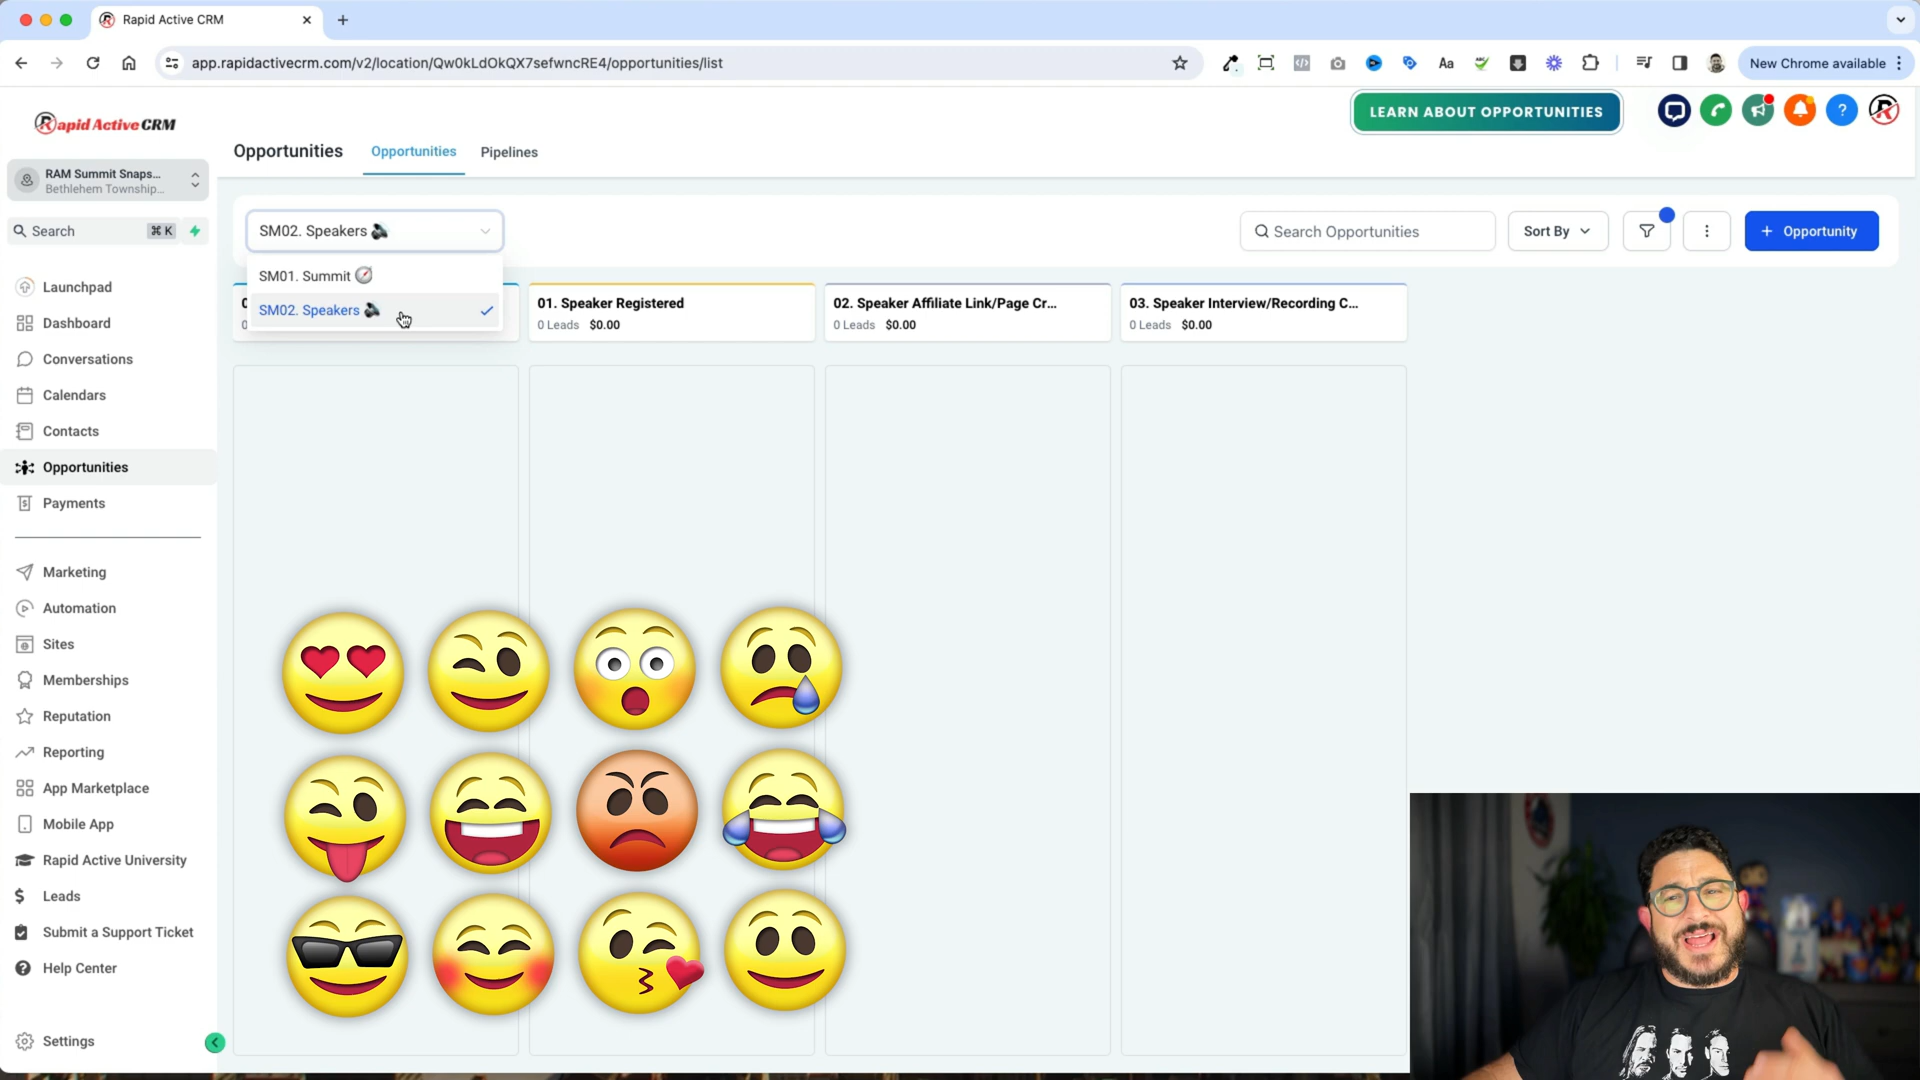 Rapid Active CRM
app.rapidactivecrm.com/v2/location/Qw0kLdOkQX7sefwncRE4/opportunities/list
Aa
ABC
New Chrome available
Rapid Active CRM
LEARN ABOUT OPPORTUNITIES
Opportunities
Opportunities
Pipelines
RAM Summit Snaps...
Bethlehem Township...
Search
⌘ K
SM02. Speakers 🔈
Search Opportunities
Sort By
+ Opportunity
SM01. Summit 🧭
SM02. Speakers 🔈
01. Speaker Registered
0 Leads $0.00
02. Speaker Affiliate Link/Page Cr...
0 Leads $0.00
03. Speaker Interview/Recording C...
0 Leads $0.00
Launchpad
Dashboard
Conversations
Calendars
Contacts
Opportunities
Payments
Marketing
Automation
Sites
Memberships
Reputation
Reporting
App Marketplace
Mobile App
Rapid Active University
Leads
Submit a Support Ticket
Help Center
Settings